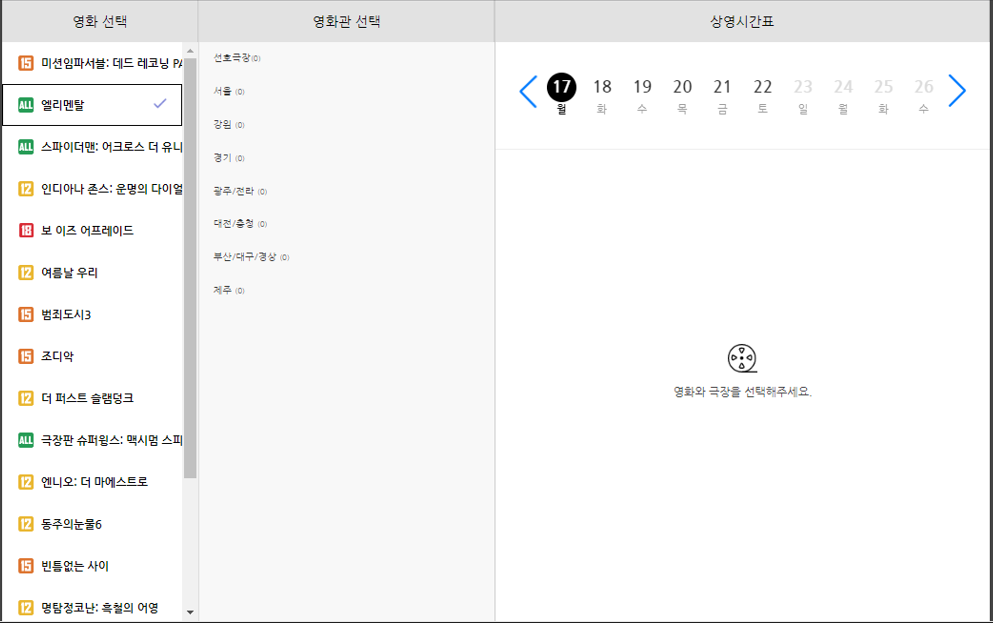 영화 선택
15 미션임파서블: 데드 레코닝 PA
ALL 엘리멘탈
ALL 스파이더맨: 어크로스 더 유니
12 인디아나 존스: 운명의 다이얼
18 보 이즈 어프레이드
12 여름날 우리
15 범죄도시3
15 조디악
12 더 퍼스트 슬램덩크
ALL 극장판 슈퍼윙스: 맥시멈 스피
12 엔니오: 더 마에스트로
12 동주의눈물6
15 빈틈없는 사이
12 명탐정코난: 흑철의 어영
영화관 선택
선호극장(0)
서울 (0)
강원 (0)
경기 (0)
광주/전라 (0)
대전/충청 (0)
부산/대구/경상 (0)
제주 (0)
상영시간표
17 18 19 20 21 22 23 24 25 26
월 화 수 목 금 토 일 월 화 수
영화와 극장을 선택해주세요.